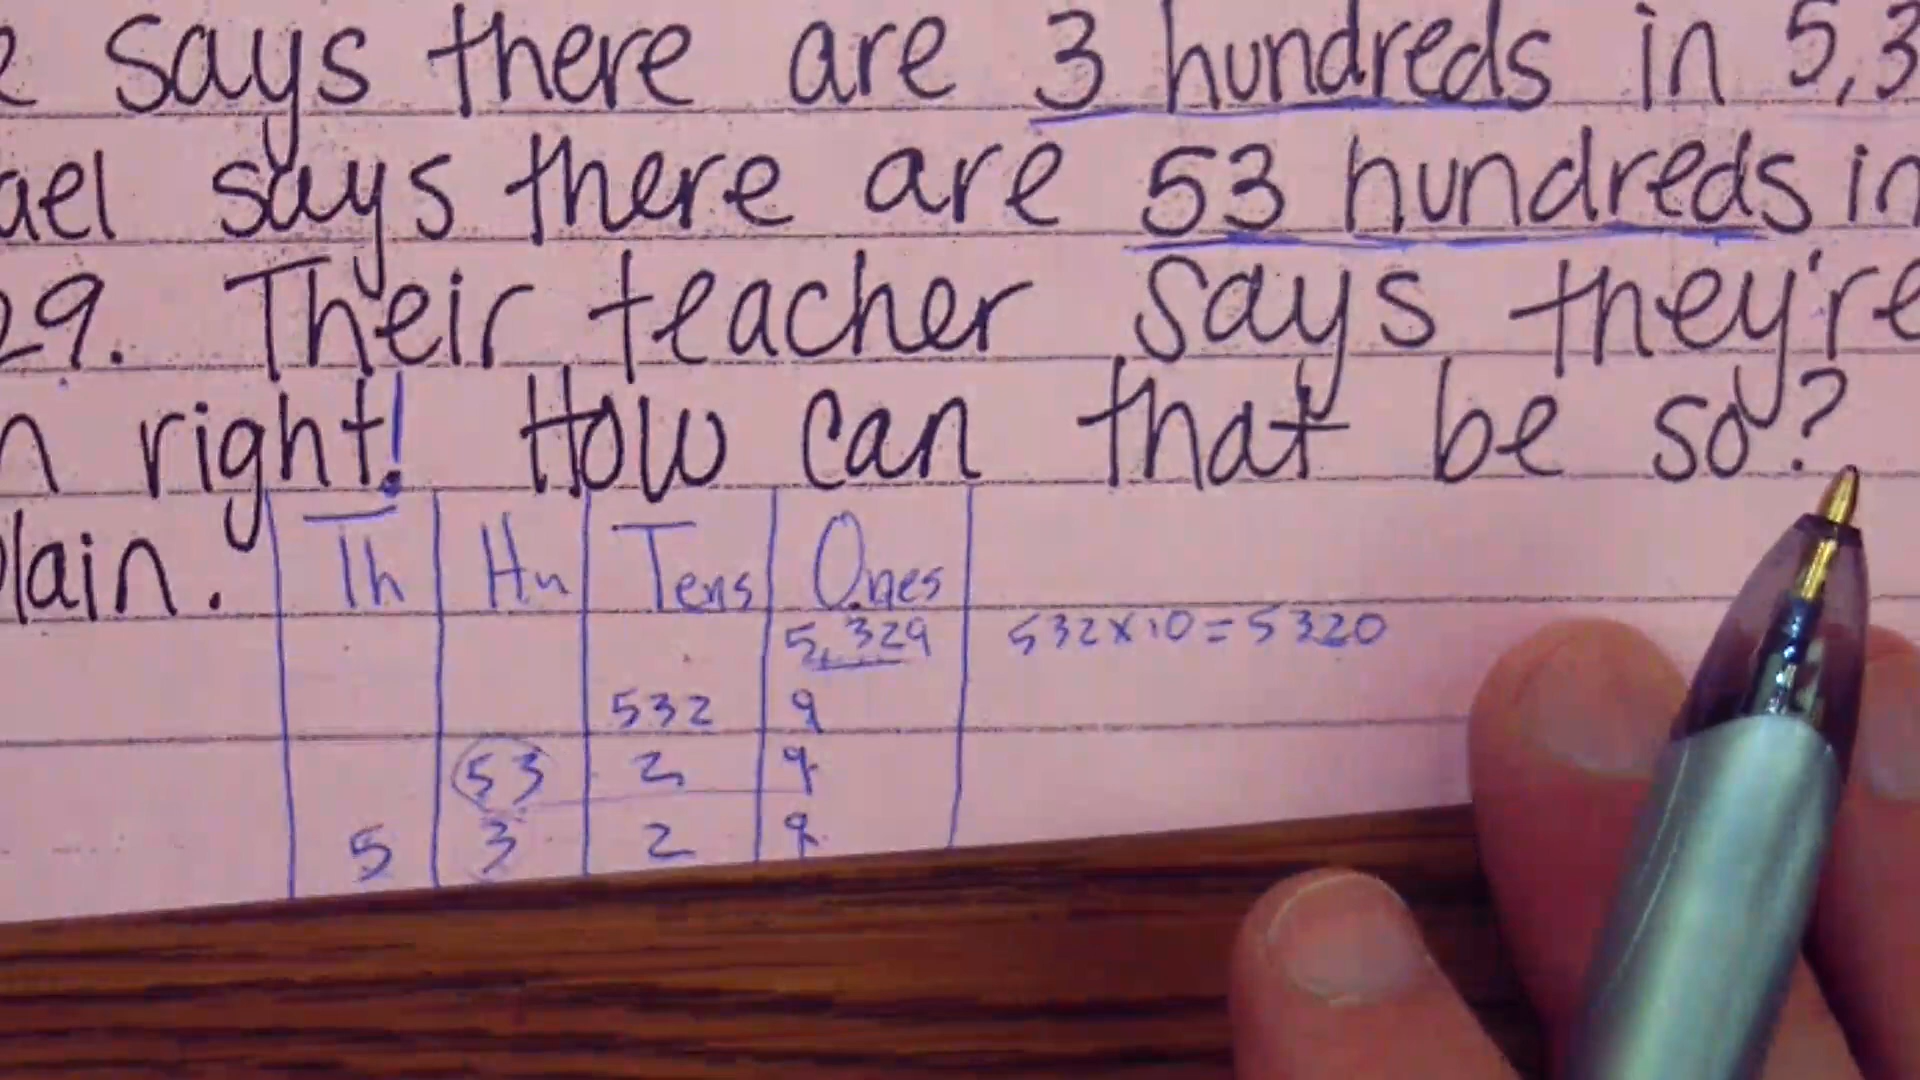 says there are 3 hundreds in 5,3
ael says there are 53 hundreds in
29. Their teacher says they're
n right! How can that be so?
lain.
Th Hn Tens Ones
5,329 532x10=5320
532 9
53 2 9
5 3 2 9